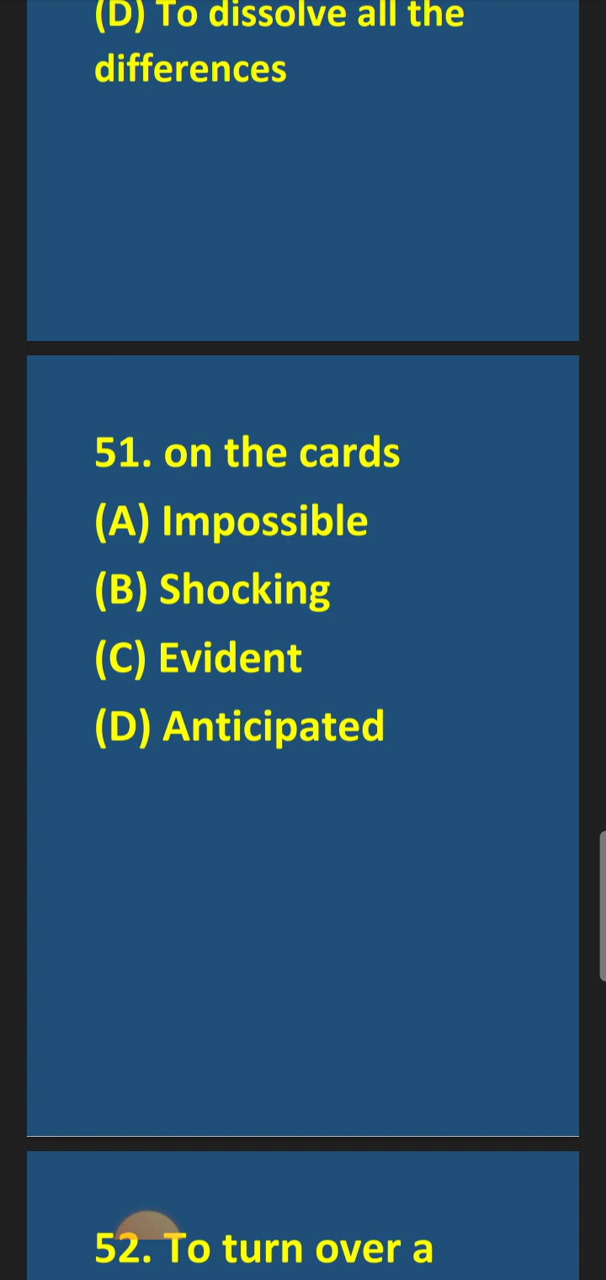 (D) To dissolve all the
differences
51. on the cards
(A) Impossible
(B) Shocking
(C) Evident
(D) Anticipated
52. To turn over a